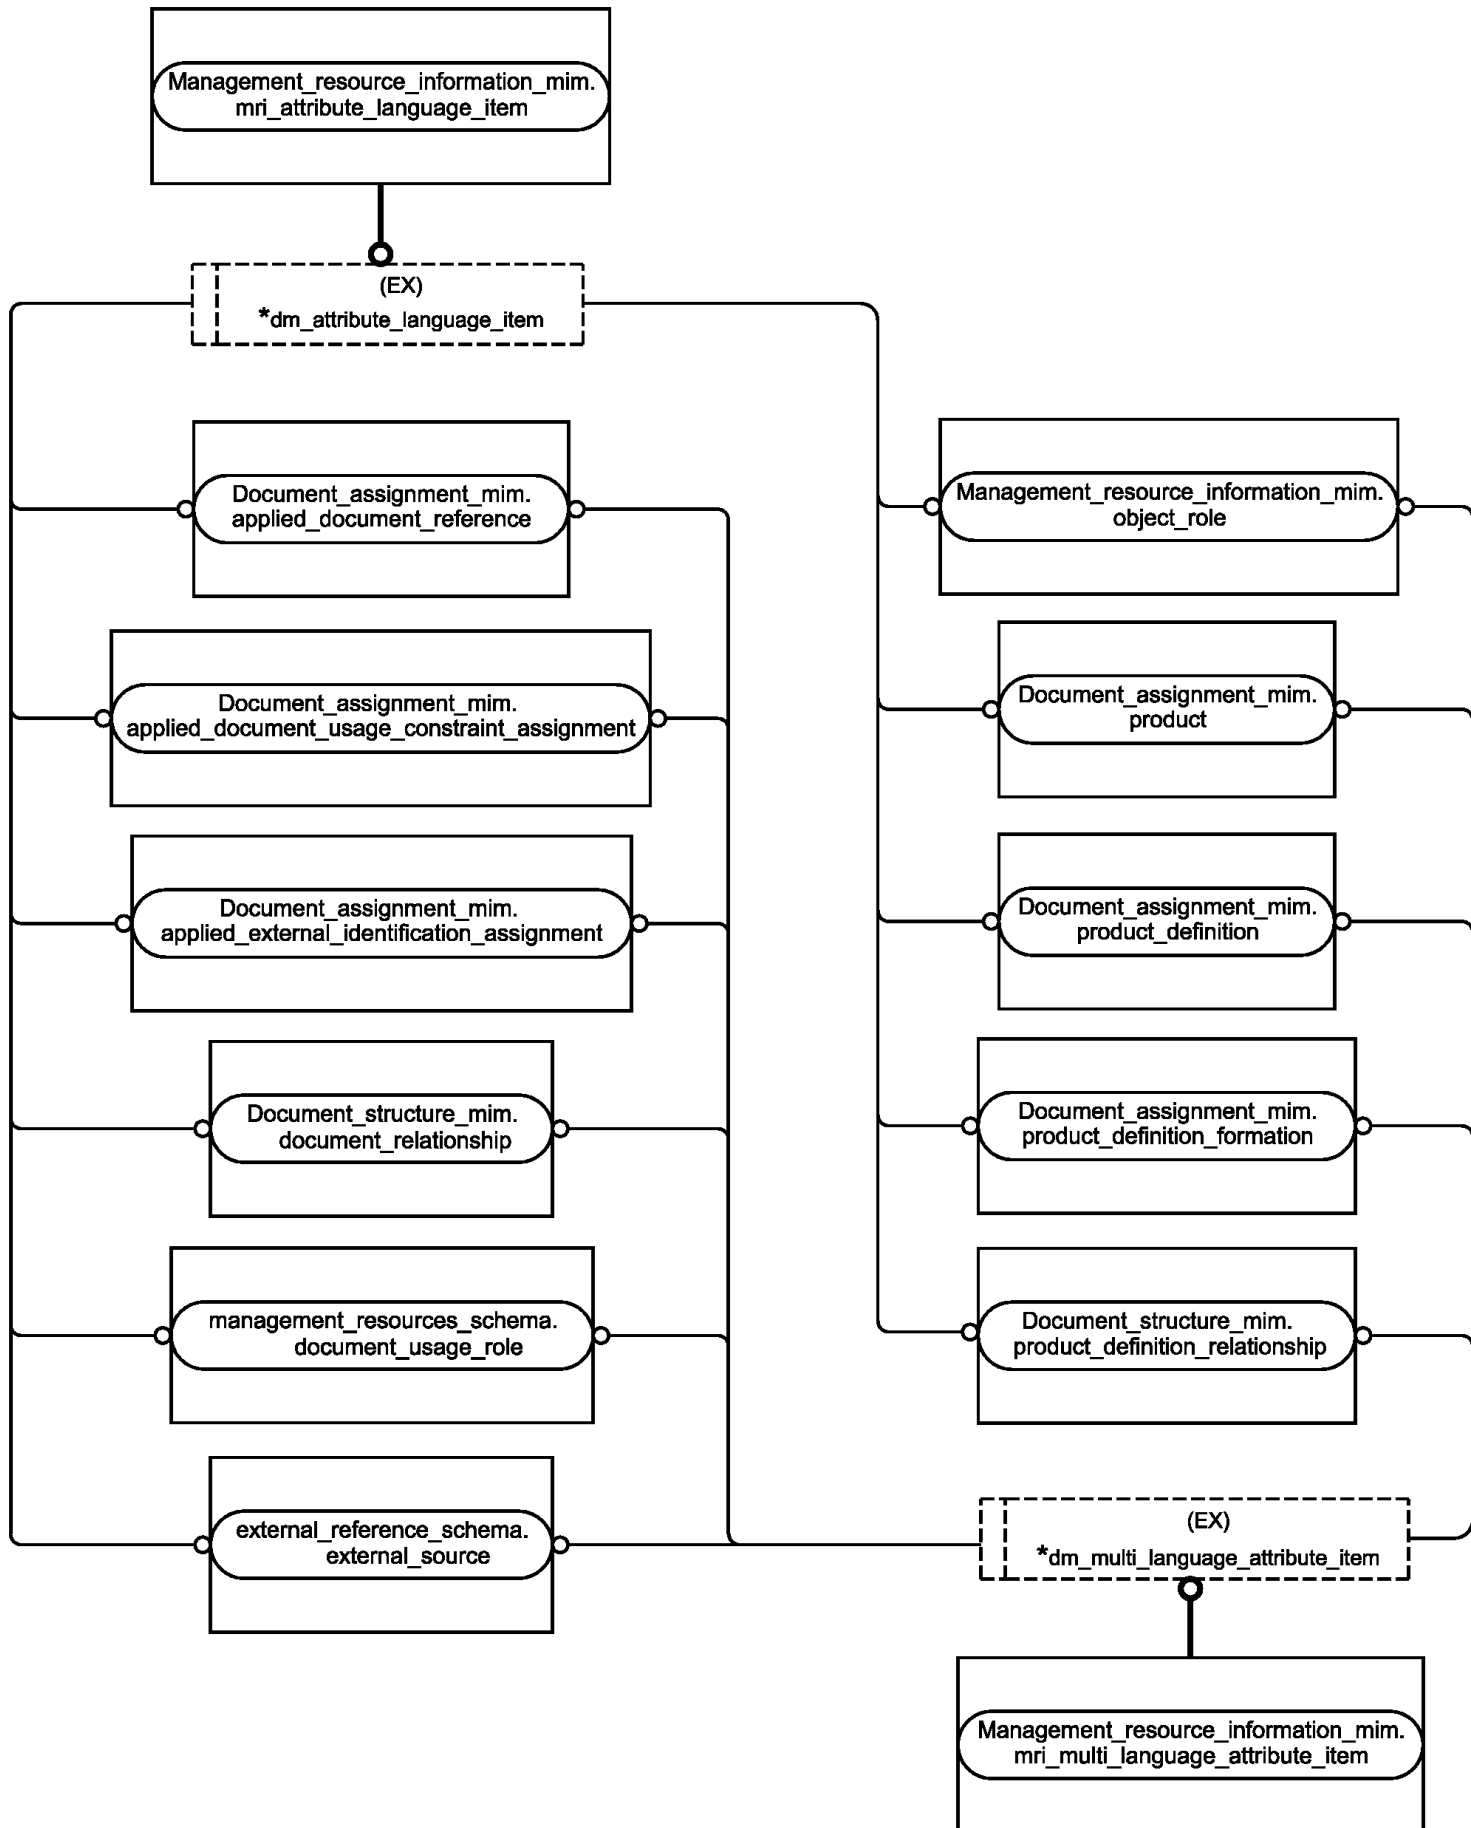 Management_resource_information_mim.
mri_attribute_language_item
(EX)
*dm_attribute_language_item
Document_assignment_mim.
applied_document_reference
Document_assignment_mim.
applied_document_usage_constraint_assignment
Document_assignment_mim.
applied_external_identification_assignment
Document_structure_mim.
document_relationship
management_resources_schema.
document_usage_role
external_reference_schema.
external_source
Management_resource_information_mim.
object_role
Document_assignment_mim.
product
Document_assignment_mim.
product_definition
Document_assignment_mim.
product_definition_formation
Document_structure_mim.
product_definition_relationship
(EX)
*dm_multi_language_attribute_item
Management_resource_information_mim.
mri_multi_language_attribute_item